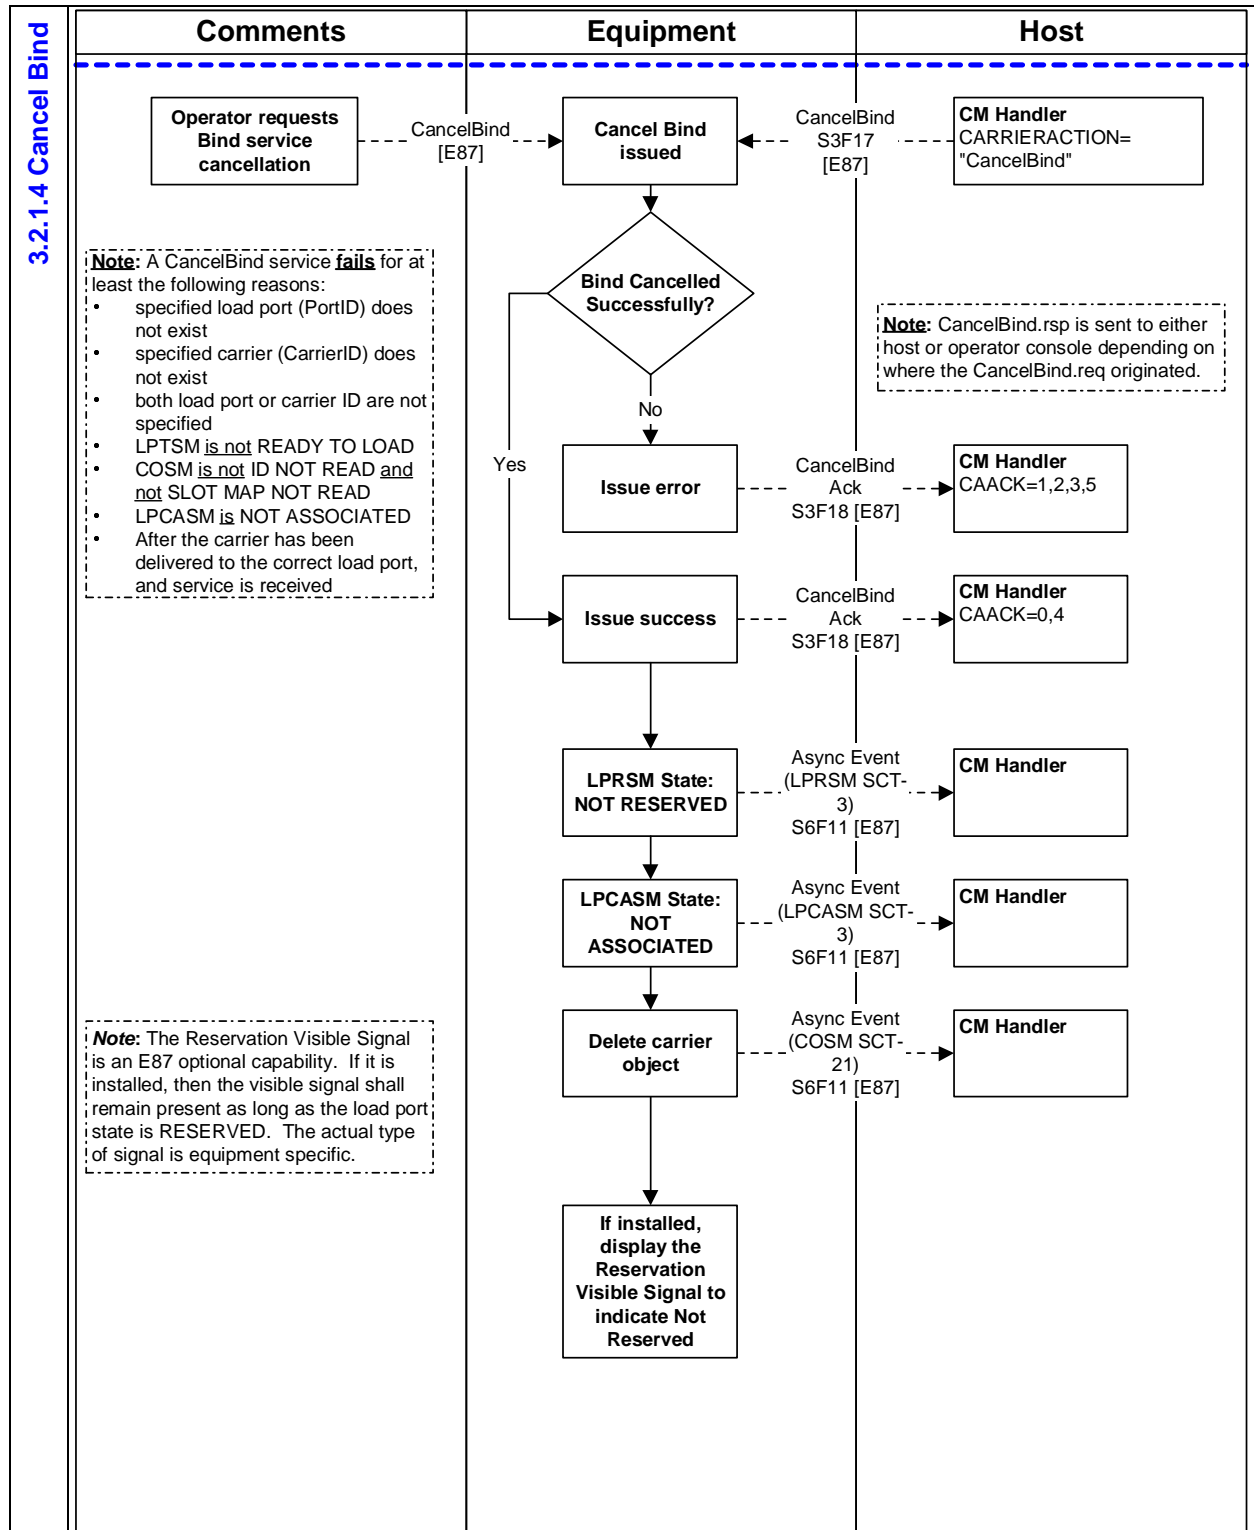 3.2.1.4 Cancel Bind
Comments
Equipment
Host
Operator requests
Bind service
cancellation
CancelBind
[E87]
Cancel Bind
issued
CancelBind
S3F17
[E87]
CM Handler
CARRIERACTION=
"CancelBind"
Note: A CancelBind service fails for at
least the following reasons:
• specified load port (PortID) does
not exist
• specified carrier (CarrierID) does
not exist
• both load port or carrier ID are not
specified
• LPTSM is not READY TO LOAD
• COSM is not ID NOT READ and
not SLOT MAP NOT READ
• LPCASM is NOT ASSOCIATED
• After the carrier has been
delivered to the correct load port,
and service is received
Bind Cancelled
Successfully?
Note: CancelBind.rsp is sent to either
host or operator console depending on
where the CancelBind.req originated.
No
Yes
Issue error
CancelBind
Ack
S3F18 [E87]
CM Handler
CAACK=1,2,3,5
Issue success
CancelBind
Ack
S3F18 [E87]
CM Handler
CAACK=0,4
LPRSM State:
NOT RESERVED
Async Event
(LPRSM SCT-
3)
S6F11 [E87]
CM Handler
LPCASM State:
NOT
ASSOCIATED
Async Event
(LPCASM SCT-
3)
S6F11 [E87]
CM Handler
Note: The Reservation Visible Signal
is an E87 optional capability. If it is
installed, then the visible signal shall
remain present as long as the load port
state is RESERVED. The actual type
of signal is equipment specific.
Delete carrier
object
Async Event
(COSM SCT-
21)
S6F11 [E87]
CM Handler
If installed,
display the
Reservation
Visible Signal to
indicate Not
Reserved